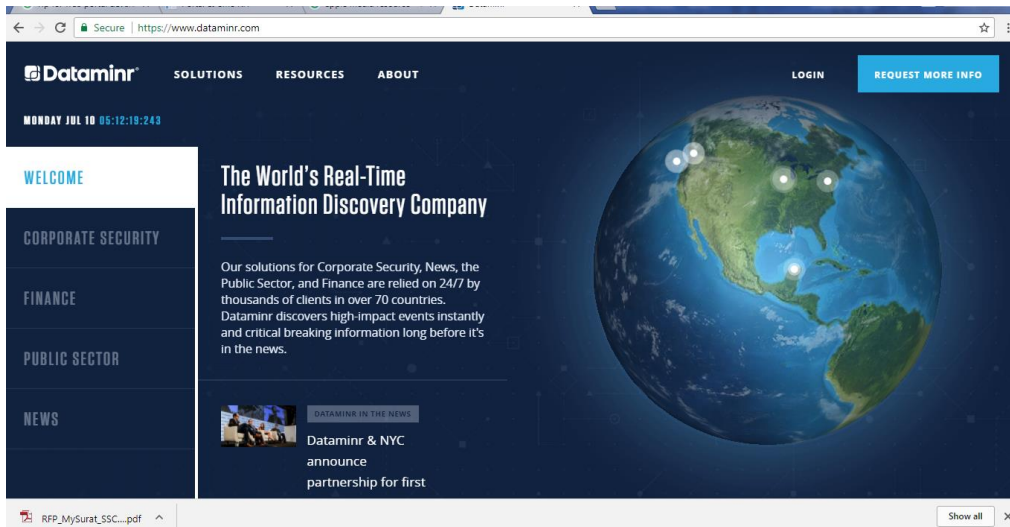 Secure | https://www.dataminr.com
Dataminr
SOLUTIONS RESOURCES ABOUT
LOGIN
REQUEST MORE INFO
MONDAY JUL 10 05:12:19:243
WELCOME
CORPORATE SECURITY
FINANCE
PUBLIC SECTOR
NEWS
The World's Real-Time
Information Discovery Company
Our solutions for Corporate Security, News, the
Public Sector, and Finance are relied on 24/7 by
thousands of clients in over 70 countries.
Dataminr discovers high-impact events instantly
and critical breaking information long before it's
in the news.
DATAMINR IN THE NEWS
Dataminr & NYC
announce
partnership for first
RFP_MySurat_SSC....pdf
Show all